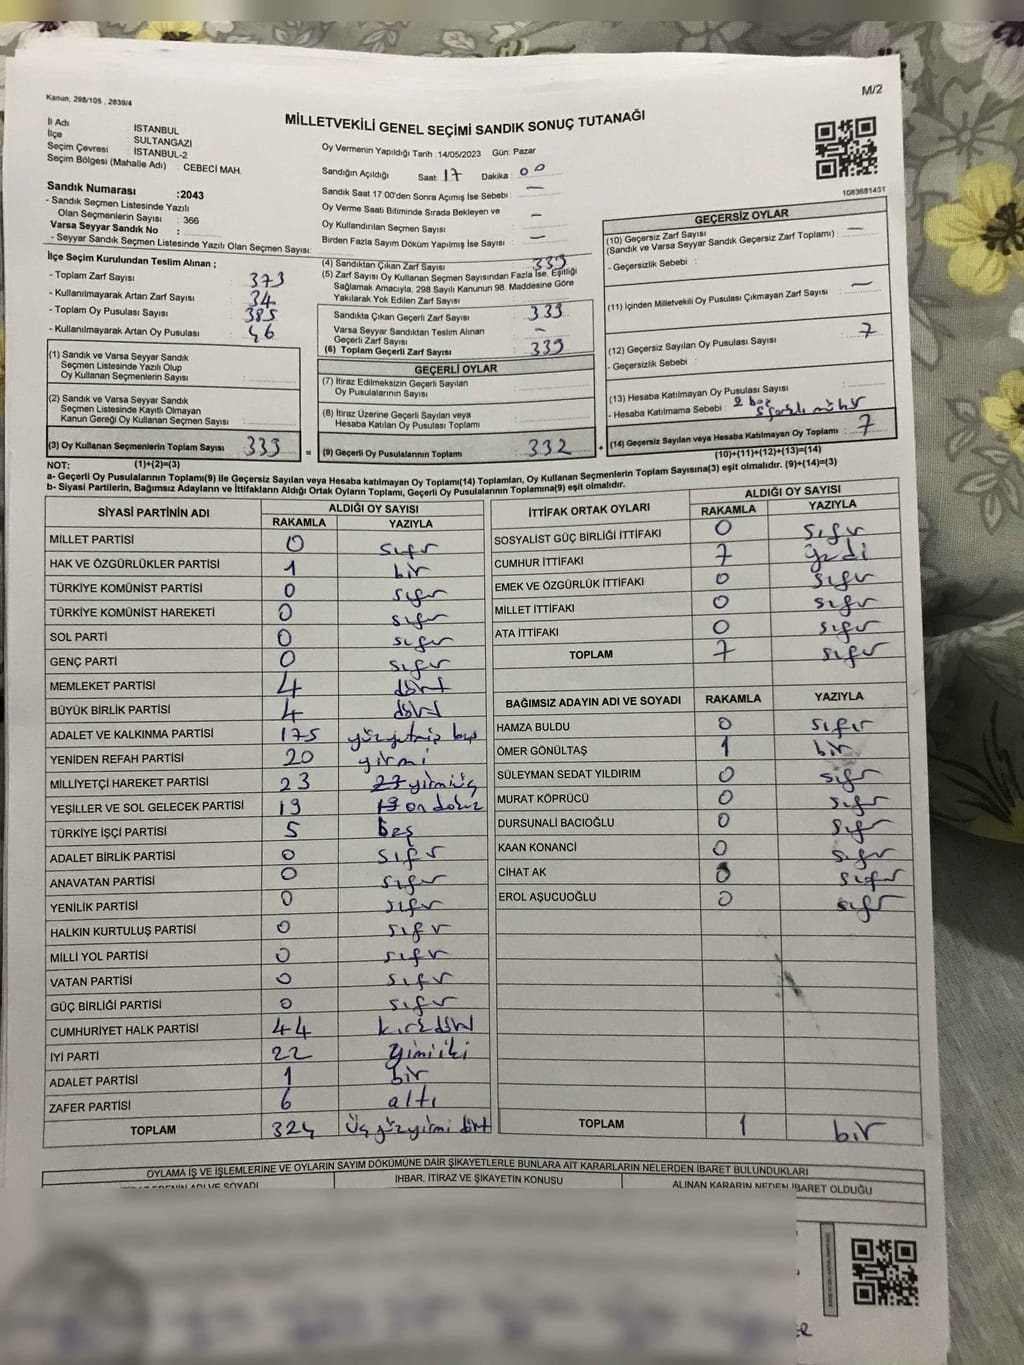 Kanun, 298/105 , 2839/4
M/2
MİLLETVEKİLİ GENEL SEÇİMİ SANDIK SONUÇ TUTANAĞI
İl Adı İSTANBUL
İlçe SULTANGAZİ
Seçim Çevresi İSTANBUL-2
Seçim Bölgesi (Mahalle Adı) : CEBECİ MAH.
Sandık Numarası :2043
- Sandık Seçmen Listesinde Yazılı
Olan Seçmenlerin Sayısı : 366
Varsa Seyyar Sandık No :
- Seyyar Sandık Seçmen Listesinde Yazılı Olan Seçmen Sayısı:
İlçe Seçim Kurulundan Teslim Alınan ;
- Toplam Zarf Sayısı : 373
- Kullanılmayarak Artan Zarf Sayısı : 34
- Toplam Oy Pusulası Sayısı : 385
- Kullanılmayarak Artan Oy Pusulası : 46
(1) Sandık ve Varsa Seyyar Sandık
Seçmen Listesinde Yazılı Olup
Oy Kullanan Seçmenlerin Sayısı :
(2) Sandık ve Varsa Seyyar Sandık
Seçmen Listesinde Kayıtlı Olmayan
Kanun Gereği Oy Kullanan Seçmen Sayısı:
(3) Oy Kullanan Seçmenlerin Toplam Sayısı : 339
Oy Vermenin Yapıldığı Tarih :14/05/2023 Gün: Pazar
Sandığın Açıldığı Saat: 17 Dakika : 00
Sandık Saat 17:00'den Sonra Açımış İse Sebebi : —
Oy Verme Saati Bitiminde Sırada Bekleyen ve
Oy Kullandırılan Seçmen Sayısı : —
Birden Fazla Sayım Döküm Yapılmış İse Sayısı : —
(4) Sandıktan Çıkan Zarf Sayısı : 339
(5) Zarf Sayısı Oy Kullanan Seçmen Sayısından Fazla İse, Eşitliği
Sağlamak Amacıyla, 298 Sayılı Kanunun 98. Maddesine Göre
Yakılarak Yok Edilen Zarf Sayısı :
Sandıkta Çıkan Geçerli Zarf Sayısı : 339
Varsa Seyyar Sandıktan Teslim Alınan
Geçerli Zarf Sayısı : —
(6) Toplam Geçerli Zarf Sayısı : 339
GEÇERLİ OYLAR
(7) İtiraz Edilmeksizin Geçerli Sayılan
Oy Pusulalarının Sayısı :
(8) İtiraz Üzerine Geçerli Sayılan veya
Hesaba Katılan Oy Pusulası Toplamı :
(9) Geçerli Oy Pusulalarının Toplamı : 332
1083681431
GEÇERSİZ OYLAR
(10) Geçersiz Zarf Sayısı : —
(Sandık ve Varsa Seyyar Sandık Geçersiz Zarf Toplamı) :
- Geçersizlik Sebebi :
(11) İçinden Milletvekili Oy Pusulası Çıkmayan Zarf Sayısı : —
(12) Geçersiz Sayılan Oy Pusulası Sayısı : 7
- Geçersizlik Sebebi :
(13) Hesaba Katılmayan Oy Pusulası Sayısı :
- Hesaba Katılmama Sebebi : 2 boş
mühür
(14) Geçersiz Sayılan veya Hesaba Katılmayan Oy Toplamı : 7
(10)+(11)+(12)+(13)=(14)
NOT: (1)+(2)=(3)
a- Geçerli Oy Pusulaları Toplamı(9) ile Geçersiz Sayılan veya Hesaba katılmayan Oy Toplamı(14) Toplamları, Oy Kullanan Seçmenlerin Toplam Sayısına(3) eşit olmalıdır. (9)+(14)=(3)
b- Siyasi Partilerin, Bağımsız Adayların ve İttifakların Aldığı Ortak Oyların Toplamı, Geçerli Oy Pusulalarının Toplamına(9) eşit olmalıdır.
SİYASİ PARTİNİN ADI ALDIĞI OY SAYISI
RAKAMLA YAZIYLA
MİLLET PARTİSİ 0 sıfır
HAK VE ÖZGÜRLÜKLER PARTİSİ 1 bir
TÜRKİYE KOMÜNİST PARTİSİ 0 sıfır
TÜRKİYE KOMÜNİST HAREKETİ 0 sıfır
SOL PARTİ 0 sıfır
GENÇ PARTİ 0 sıfır
MEMLEKET PARTİSİ 4 dört
BÜYÜK BİRLİK PARTİSİ 4 dört
ADALET VE KALKINMA PARTİSİ 175 yüzyetmiş beş
YENİDEN REFAH PARTİSİ 20 yirmi
MİLLİYETÇİ HAREKET PARTİSİ 23 yirmiüç
YEŞİLLER VE SOL GELECEK PARTİSİ 19 ondokuz
TÜRKİYE İŞÇİ PARTİSİ 5 beş
ADALET BİRLİK PARTİSİ 0 sıfır
ANAVATAN PARTİSİ 0 sıfır
YENİLİK PARTİSİ 0 sıfır
HALKIN KURTULUŞ PARTİSİ 0 sıfır
MİLLİ YOL PARTİSİ 0 sıfır
VATAN PARTİSİ 0 sıfır
GÜÇ BİRLİĞİ PARTİSİ 0 sıfır
CUMHURİYET HALK PARTİSİ 44 kırkdört
İYİ PARTİ 22 yirmiiki
ADALET PARTİSİ 1 bir
ZAFER PARTİSİ 6 altı
TOPLAM 324 üçyüzyirmi dört
İTTİFAK ORTAK OYLARI ALDIĞI OY SAYISI
RAKAMLA YAZIYLA
SOSYALİST GÜÇ BİRLİĞİ İTTİFAKI 0 sıfır
CUMHUR İTTİFAKI 7 yedi
EMEK VE ÖZGÜRLÜK İTTİFAKI 0 sıfır
MİLLET İTTİFAKI 0 sıfır
ATA İTTİFAKI 0 sıfır
TOPLAM 7 sıfır
BAĞIMSIZ ADAYIN ADI VE SOYADI RAKAMLA YAZIYLA
HAMZA BULDU 0 sıfır
ÖMER GÖNÜLTAŞ 1 bir
SÜLEYMAN SEDAT YILDIRIM 0 sıfır
MURAT KÖPRÜCÜ 0 sıfır
DURSUNALİ BACIOĞLU 0 sıfır
KAAN KONANCİ 0 sıfır
CİHAT AK 0 sıfır
EROL AŞUCUOĞLU 0 sıfır
TOPLAM 1 bir
OYLAMA İŞ VE İŞLEMLERİNE VE OYLARIN SAYIM DÖKÜMÜNE DAİR ŞİKAYETLERLE BUNLARA AİT KARARLARIN NELERDEN İBARET BULUNDUKLARI
ADI VE SOYADI İHBAR, İTİRAZ VE ŞİKAYETİN KONUSU ALINAN KARARIN NEDEN İBARET OLDUĞU